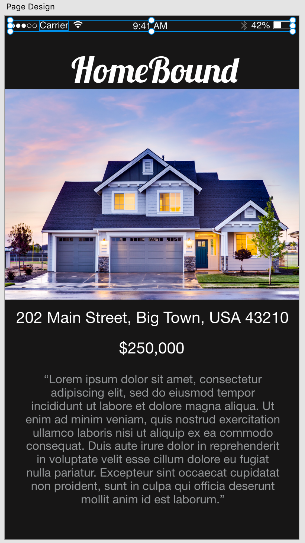 Page Design
Carrier 9:41 AM 42%
HomeBound
202 Main Street, Big Town, USA 43210
$250,000
“Lorem ipsum dolor sit amet, consectetur
adipiscing elit, sed do eiusmod tempor
incididunt ut labore et dolore magna aliqua. Ut
enim ad minim veniam, quis nostrud exercitation
ullamco laboris nisi ut aliquip ex ea commodo
consequat. Duis aute irure dolor in reprehenderit
in voluptate velit esse cillum dolore eu fugiat
nulla pariatur. Excepteur sint occaecat cupidatat
non proident, sunt in culpa qui officia deserunt
mollit anim id est laborum.”